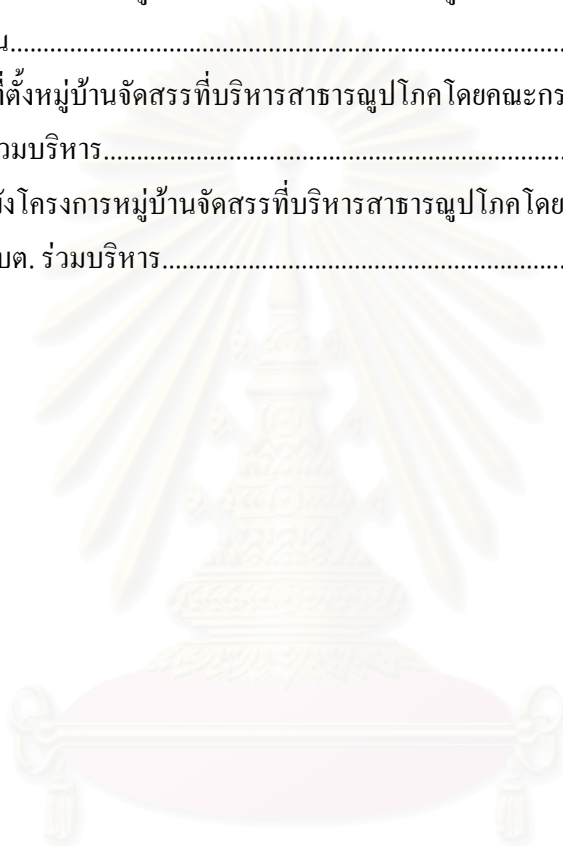 น..........................................................................................
ที่ตั้งหมู่บ้านจัดสรรที่บริหารสาธารณูปโภคโดยคณะกร
วมบริหาร......................................................................
ังโครงการหมู่บ้านจัดสรรที่บริหารสาธารณูปโภคโดย
บต. ร่วมบริหาร.............................................................